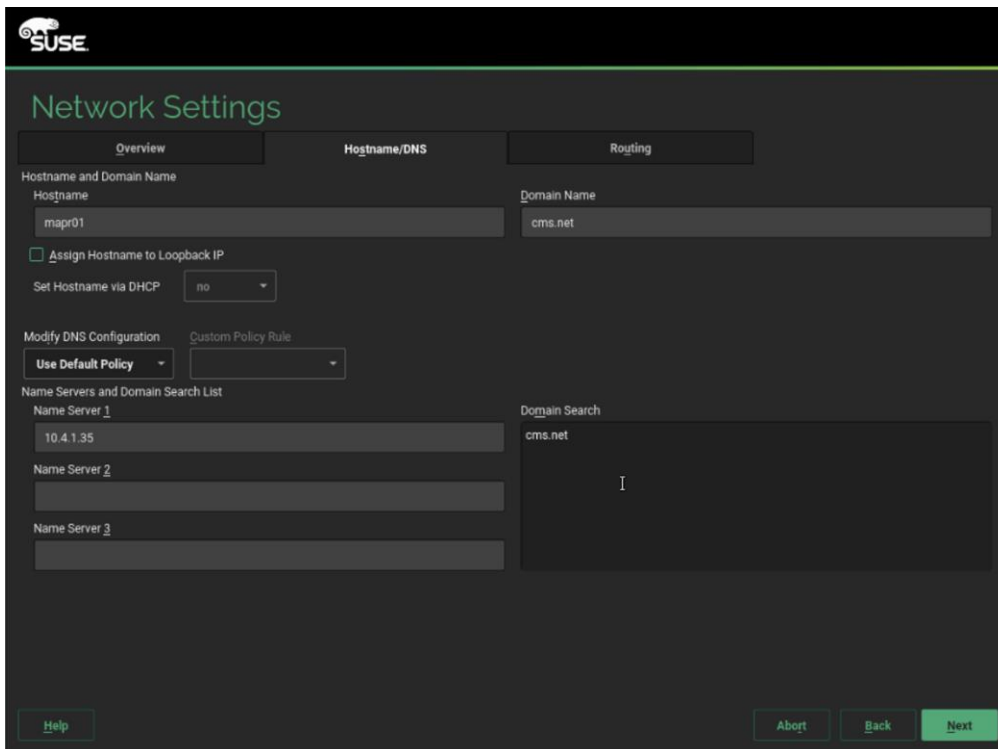 SUSE.
Network Settings
Overview Hostname/DNS Routing
Hostname and Domain Name
Hostname Domain Name
mapr01 cms.net
Assign Hostname to Loopback IP
Set Hostname via DHCP no
Modify DNS Configuration Custom Policy Rule
Use Default Policy
Name Servers and Domain Search List
Name Server 1 Domain Search
10.4.1.35 cms.net
Name Server 2
Name Server 3
Help Abort Back Next